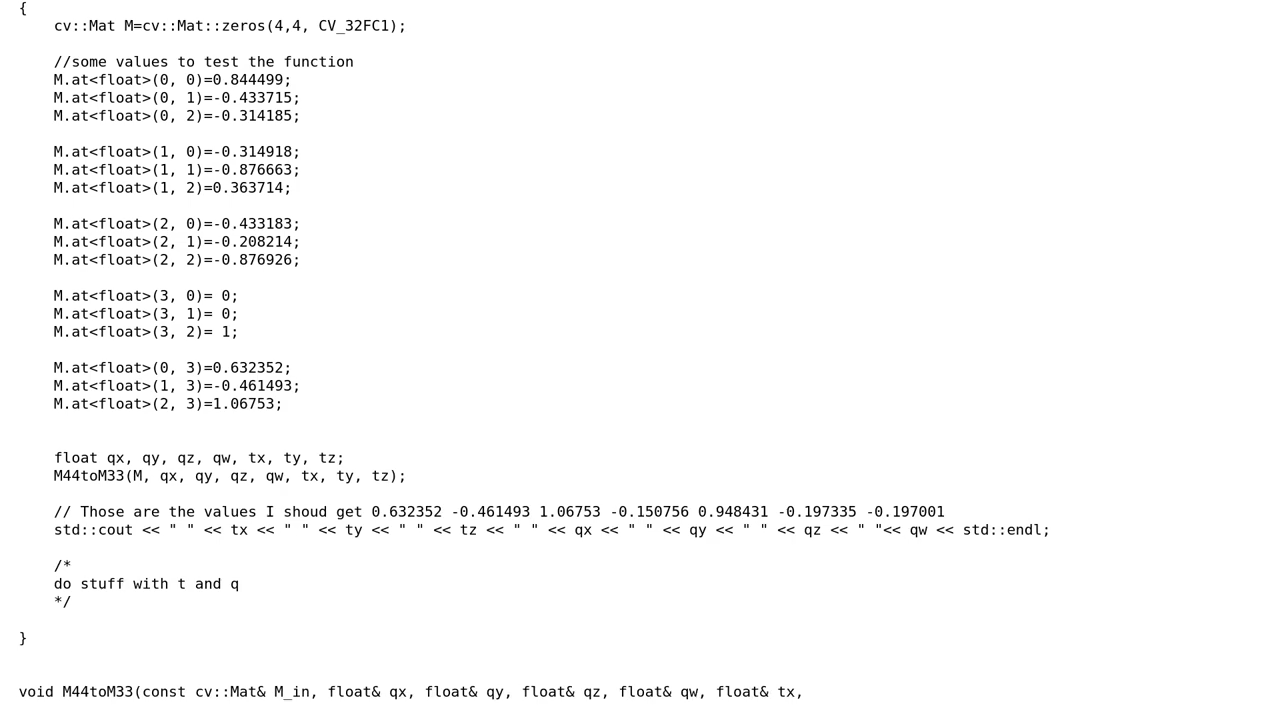 {
    cv::Mat M=cv::Mat::zeros(4,4, CV_32FC1);

    //some values to test the function
    M.at<float>(0, 0)=0.844499;
    M.at<float>(0, 1)=-0.433715;
    M.at<float>(0, 2)=-0.314185;

    M.at<float>(1, 0)=-0.314918;
    M.at<float>(1, 1)=-0.876663;
    M.at<float>(1, 2)=0.363714;

    M.at<float>(2, 0)=-0.433183;
    M.at<float>(2, 1)=-0.208214;
    M.at<float>(2, 2)=-0.876926;

    M.at<float>(3, 0)= 0;
    M.at<float>(3, 1)= 0;
    M.at<float>(3, 2)= 1;

    M.at<float>(0, 3)=0.632352;
    M.at<float>(1, 3)=-0.461493;
    M.at<float>(2, 3)=1.06753;


    float qx, qy, qz, qw, tx, ty, tz;
    M44toM33(M, qx, qy, qz, qw, tx, ty, tz);

    // Those are the values I shoud get 0.632352 -0.461493 1.06753 -0.150756 0.948431 -0.197335 -0.197001
    std::cout << " " << tx << " " << ty << " " << tz << " " << qx << " " << qy << " " << qz << " "<< qw << std::endl;

    /*
    do stuff with t and q
    */

}


void M44toM33(const cv::Mat& M_in, float& qx, float& qy, float& qz, float& qw, float& tx,